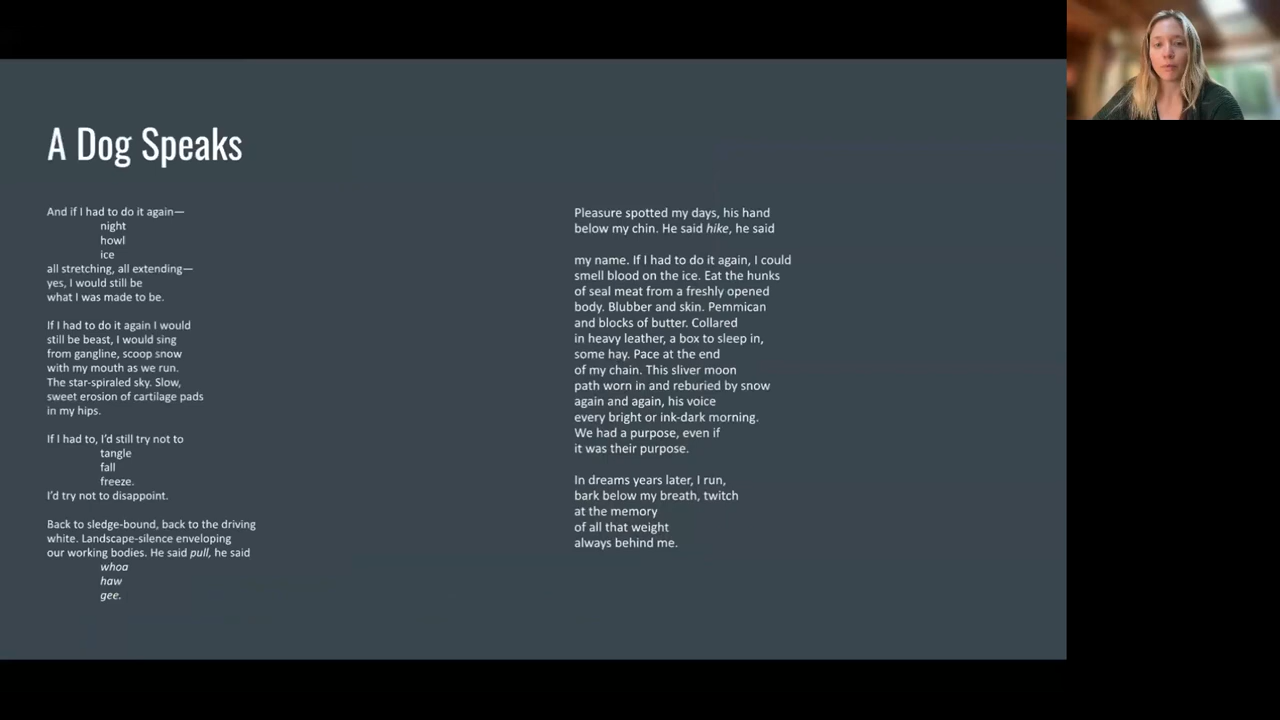 A Dog Speaks
And if I had to do it again—
night
howl
ice
all stretching, all extending—
yes, I would still be
what I was made to be.
If I had to do it again I would
still be beast, I would sing
from gangline, scoop snow
with my mouth as we run.
The star-spiraled sky. Slow,
sweet erosion of cartilage pads
in my hips.
If I had to, I’d still try not to
tangle
fall
freeze.
I’d try not to disappoint.
Back to sledge-bound, back to the driving
white. Landscape-silence enveloping
our working bodies. He said pull, he said
whoa
haw
gee.
Pleasure spotted my days, his hand
below my chin. He said hike, he said
my name. If I had to do it again, I could
smell blood on the ice. Eat the hunks
of seal meat from a freshly opened
body. Blubber and skin. Pemmican
and blocks of butter. Collared
in heavy leather, a box to sleep in,
some hay. Pace at the end
of my chain. This sliver moon
path worn in and reburied by snow
again and again, his voice
every bright or ink-dark morning.
We had a purpose, even if
it was their purpose.
In dreams years later, I run,
bark below my breath, twitch
at the memory
of all that weight
always behind me.